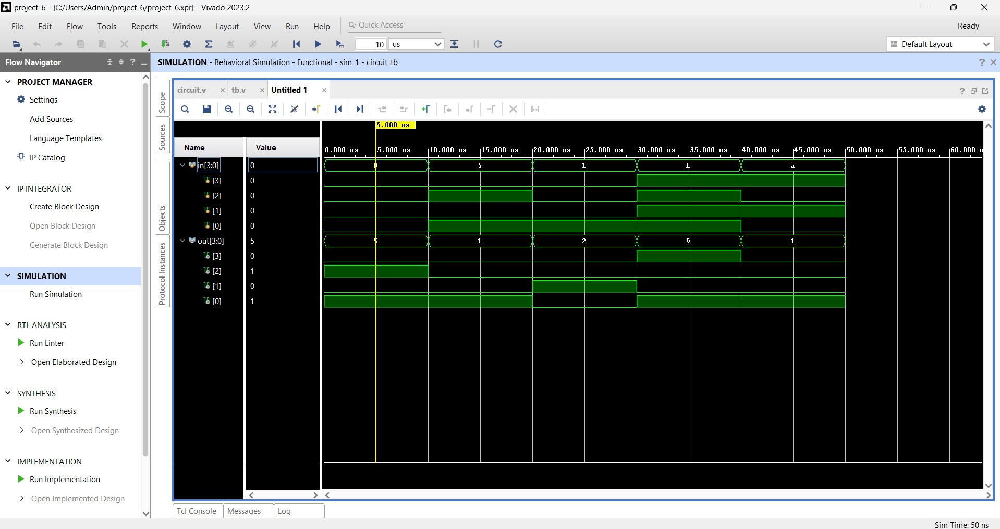 project_6 - [C:/Users/Admin/project_6/project_6.xpr] - Vivado 2023.2
File Edit Flow Tools Reports Window Layout View Run Help Quick Access Ready
10 us Default Layout
Flow Navigator
SIMULATION - Behavioral Simulation - Functional - sim_1 - circuit_tb
PROJECT MANAGER
Settings
Add Sources
Language Templates
IP Catalog
IP INTEGRATOR
Create Block Design
Open Block Design
Generate Block Design
SIMULATION
Run Simulation
RTL ANALYSIS
Run Linter
Open Elaborated Design
SYNTHESIS
Run Synthesis
Open Synthesized Design
IMPLEMENTATION
Run Implementation
Open Implemented Design
Scope
Sources
Objects
Protocol Instances
circuit.v tb.v Untitled 1
5.000 ns
Name Value
0.000 ns 5.000 ns 10.000 ns 15.000 ns 20.000 ns 25.000 ns 30.000 ns 35.000 ns 40.000 ns 45.000 ns 50.000 ns 55.000 ns 60.000 n
in[3:0] 0 0 5 1 f a
[3] 0
[2] 0
[1] 0
[0] 0
out[3:0] 5 5 1 2 9 1
[3] 0
[2] 1
[1] 0
[0] 1
Tcl Console Messages Log
Sim Time: 50 ns